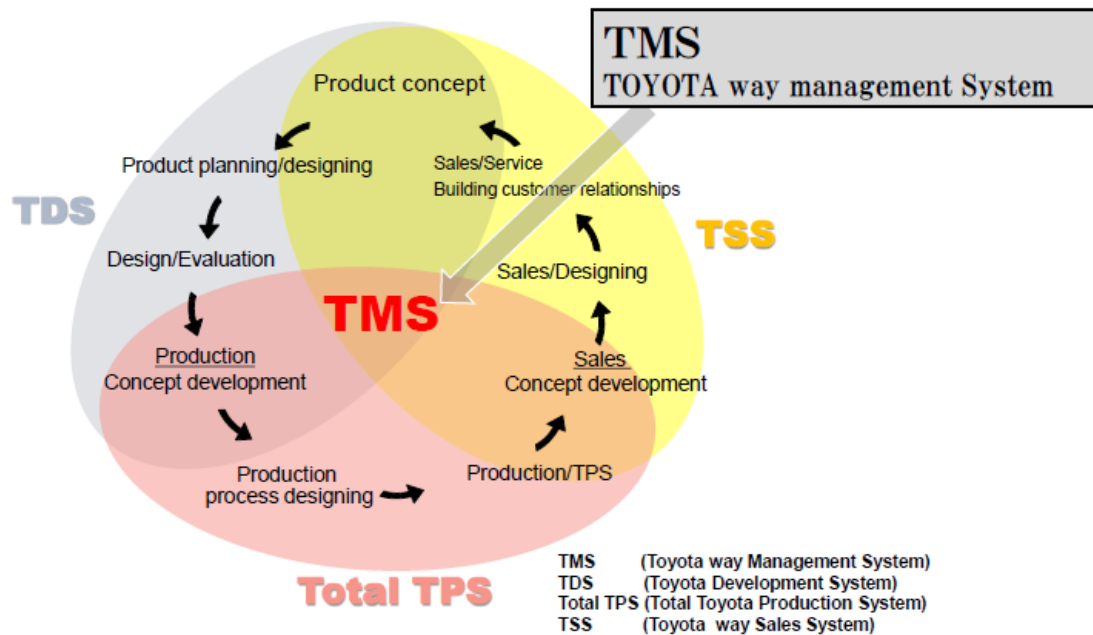 TMS
TOYOTA way management System
Product concept
Product planning/designing
Sales/Service
Building customer relationships
TDS
TSS
Design/Evaluation
Sales/Designing
TMS
Production
Concept development
Sales
Concept development
Production
process designing
Production/TPS
Total TPS
TMS (Toyota way Management System)
TDS (Toyota Development System)
Total TPS (Total Toyota Production System)
TSS (Toyota way Sales System)